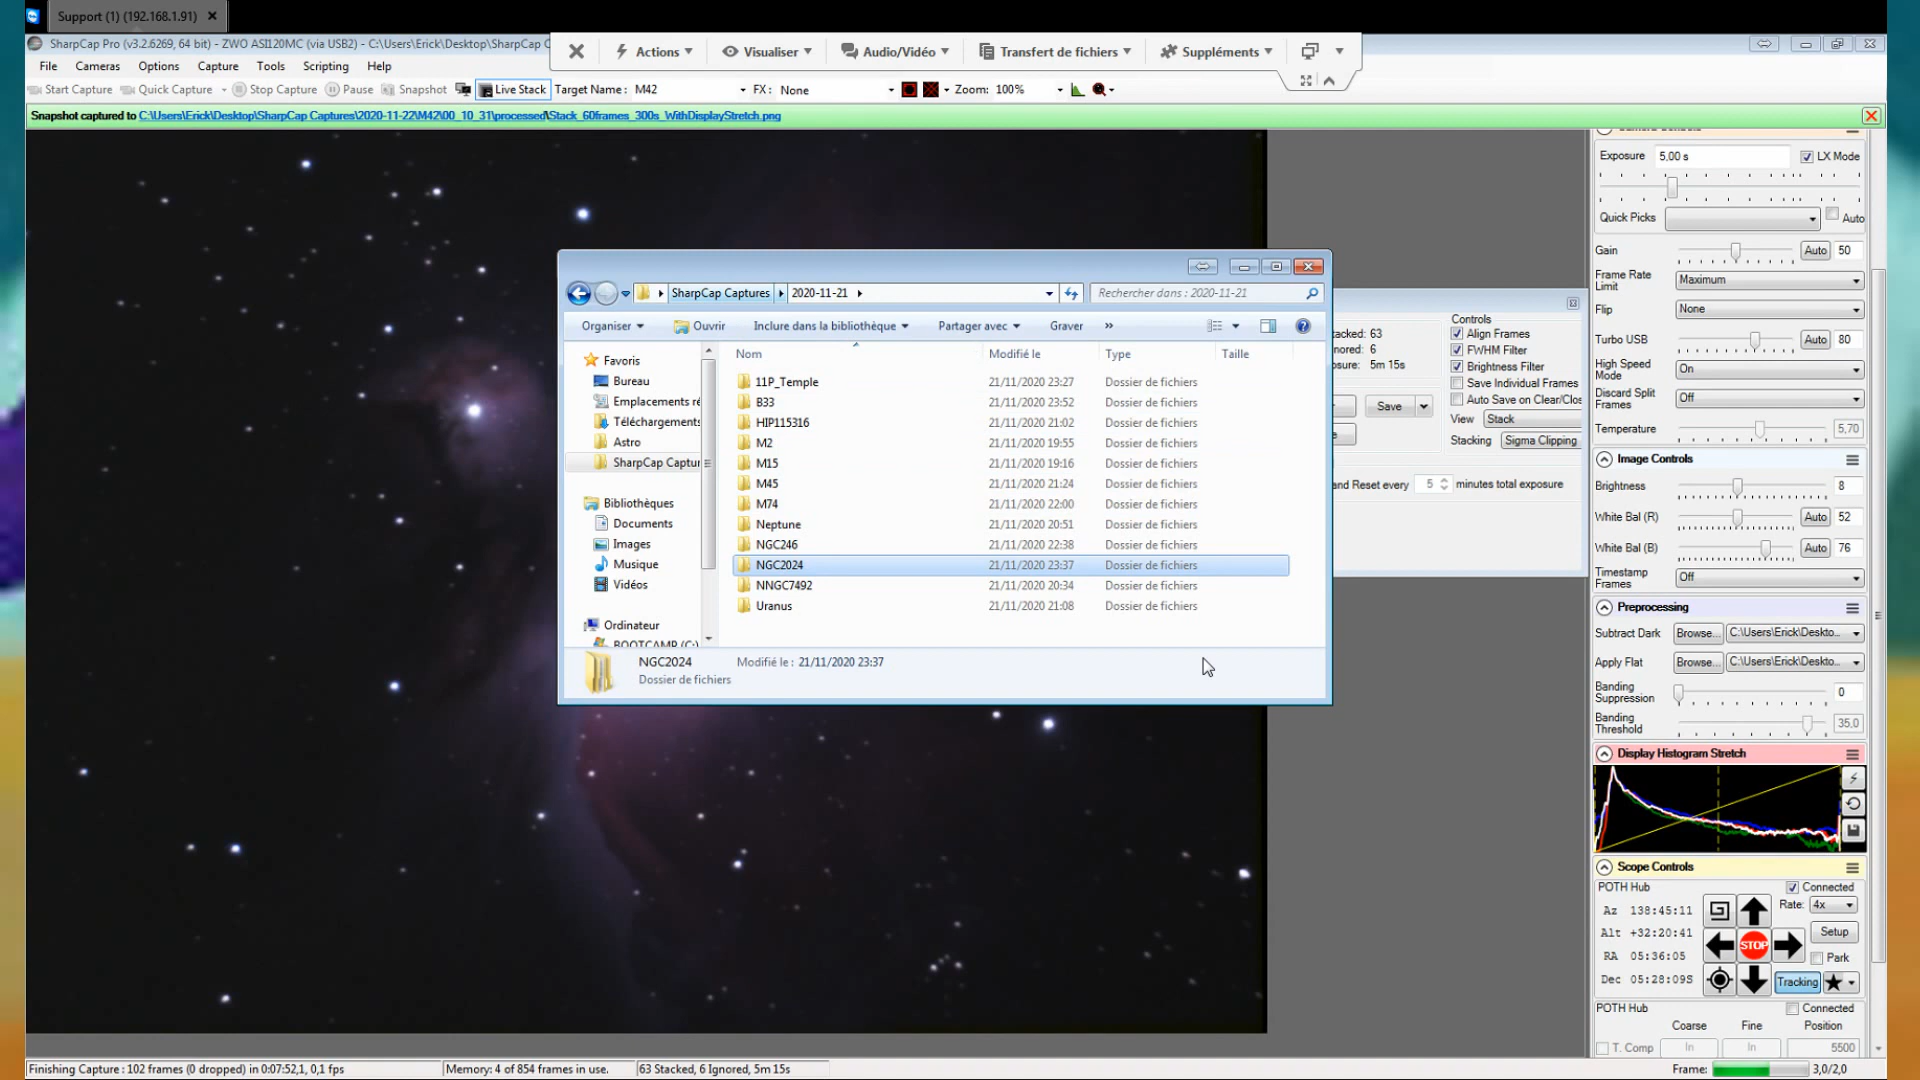 Support (1) (192.168.1.91)
SharpCap Pro (v3.2.6269, 64 bit) - ZWO ASI120MC (via USB2) - C:\Users\Erick\Desktop\SharpCap C
Actions
Visualiser
Audio/Vidéo
Transfert de fichiers
Suppléments
File Cameras Options Capture Tools Scripting Help
Start Capture Quick Capture Stop Capture Pause Snapshot Live Stack Target Name : M42 FX: None Zoom: 100%
Snapshot captured to C:\Users\Erick\Desktop\SharpCap Captures\2020-11-22\M42\00_10_31\processed\Stack_60frames_300s_WithDisplayStretch.png
SharpCap Captures 2020-11-21
Rechercher dans : 2020-11-21
Organiser Ouvrir Inclure dans la bibliothèque Partager avec Graver »
Nom Modifié le Type Taille
11P_Temple 21/11/2020 23:27 Dossier de fichiers
B33 21/11/2020 23:52 Dossier de fichiers
HIP115316 21/11/2020 21:02 Dossier de fichiers
M2 21/11/2020 19:55 Dossier de fichiers
M15 21/11/2020 19:16 Dossier de fichiers
M45 21/11/2020 21:24 Dossier de fichiers
M74 21/11/2020 22:00 Dossier de fichiers
Neptune 21/11/2020 20:51 Dossier de fichiers
NGC246 21/11/2020 22:38 Dossier de fichiers
NGC2024 21/11/2020 23:37 Dossier de fichiers
NNGC7492 21/11/2020 20:34 Dossier de fichiers
Uranus 21/11/2020 21:08 Dossier de fichiers
Favoris
Bureau
Emplacements ré
Téléchargements
Astro
SharpCap Captur
Bibliothèques
Documents
Images
Musique
Vidéos
Ordinateur
BOOTCAMP (C:)
NGC2024 Modifié le : 21/11/2020 23:37
Dossier de fichiers
tacked: 63
nored: 6
osure: 5m 15s
Controls
Align Frames
FWHM Filter
Brightness Filter
Save Individual Frames
Auto Save on Clear/Clos
Save
View Stack
Stacking Sigma Clipping
and Reset every 5 minutes total exposure
Exposure 5,00 s LX Mode
Quick Picks Auto
Gain Auto 50
Frame Rate Limit Maximum
Flip None
Turbo USB Auto 80
High Speed Mode On
Discard Split Frames Off
Temperature 5,70
Image Controls
Brightness 8
White Bal (R) Auto 52
White Bal (B) Auto 76
Timestamp Frames Off
Preprocessing
Subtract Dark Browse... C:\Users\Erick\Deskto...
Apply Flat Browse... C:\Users\Erick\Deskto...
Banding Suppression 0
Banding Threshold 35,0
Display Histogram Stretch
Scope Controls
POTH Hub Connected
Az 138:45:11 Rate: 4x
Alt +32:20:41 Setup
RA 05:36:05 STOP Park
Dec 05:28:09S Tracking
POTH Hub Connected
Coarse Fine Position
T. Comp In In 5500
Finishing Capture : 102 frames (0 dropped) in 0:07:52,1, 0,1 fps
Memory: 4 of 854 frames in use.
63 Stacked, 6 Ignored, 5m 15s
Frame: 3,0/2,0